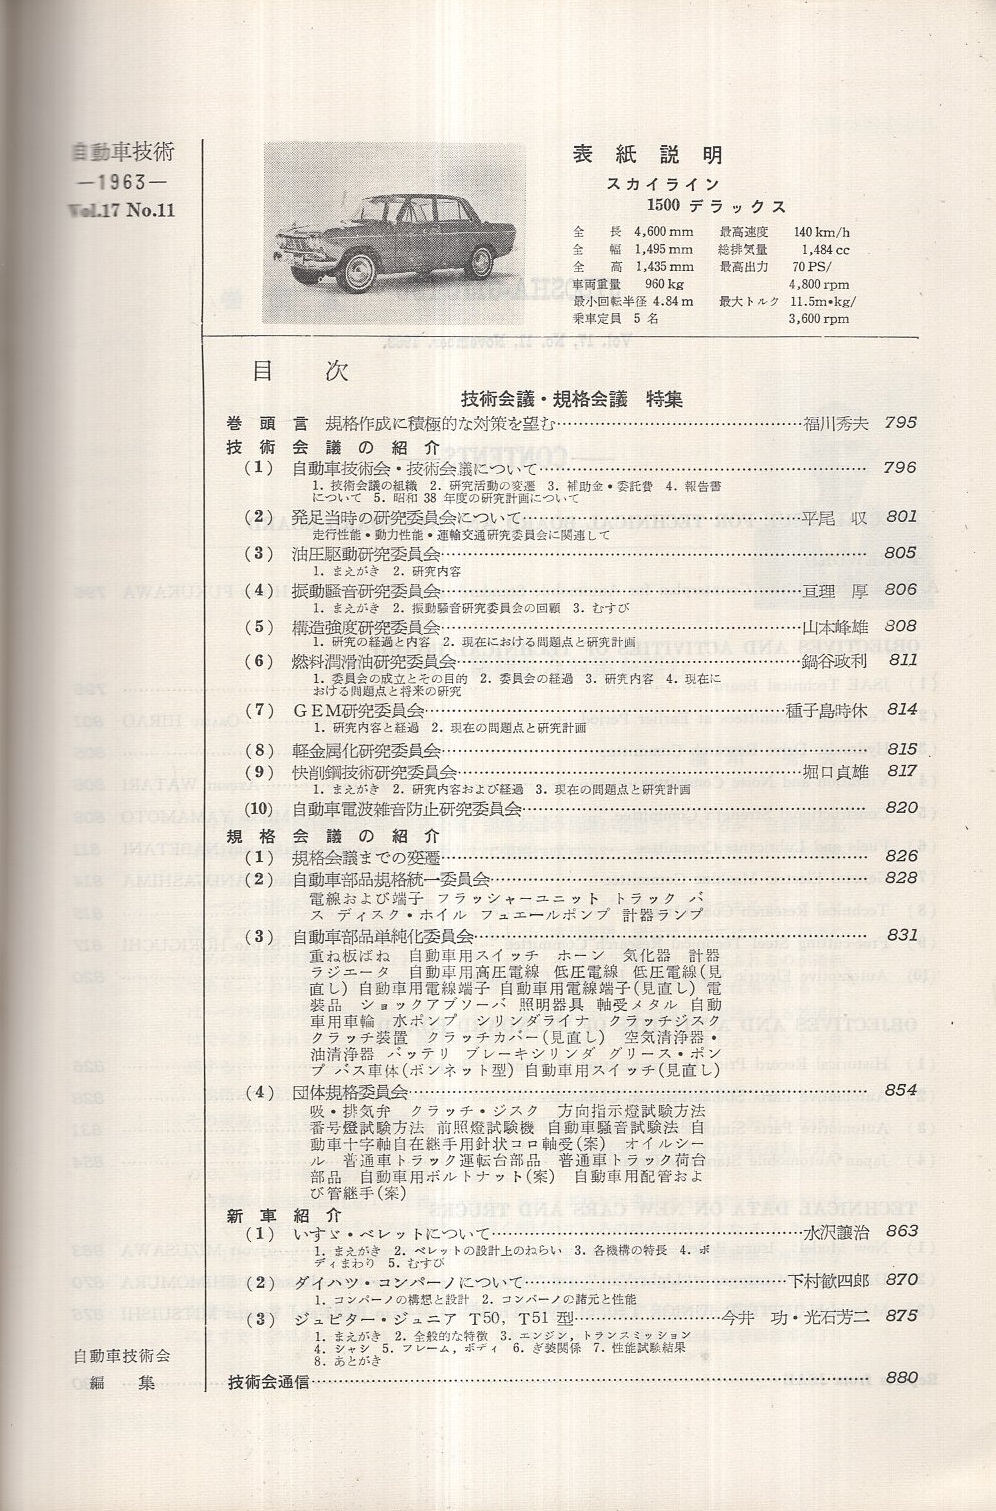 自動車技術
—1963—
Vol.17 No.11
表紙説明
スカイライン
1500 デラックス
全長 4,600mm 最高速度 140km/h
全幅 1,495mm 総排気量 1,484cc
全高 1,435mm 最高出力 70PS/
車両重量 960kg 4,800rpm
最小回転半径 4.84m 最大トルク 11.5m•kg/
乗車定員 5名 3,600rpm
目次
技術会議・規格会議 特集
巻頭言 規格作成に積極的な対策を望む……福川秀夫 795
技術会議の紹介
(1) 自動車技術会・技術会議について…… 796
1. 技術会議の組織 2. 研究活動の変遷 3. 補助金・委託費 4. 報告書
について 5. 昭和38年度の研究計画について
(2) 発足当時の研究委員会について……平尾 収 801
走行性能・動力性能・運輸交通研究委員会に関連して
(3) 油圧駆動研究委員会…… 805
1. まえがき 2. 研究内容
(4) 振動騒音研究委員会……亘理 厚 806
1. まえがき 2. 振動騒音研究委員会の回顧 3. むすび
(5) 構造強度研究委員会……山本峰雄 808
1. 研究の経過と内容 2. 現在における問題点と研究計画
(6) 燃料潤滑油研究委員会……鍋谷政利 811
1. 委員会の成立とその目的 2. 委員会の経過 3. 研究内容 4. 現在に
おける問題点と将来の研究
(7) GEM研究委員会……種子島時休 814
1. 研究内容と経過 2. 現在の問題点と研究計画
(8) 軽金属化研究委員会…… 815
(9) 快削鋼技術研究委員会……堀口貞雄 817
1. まえがき 2. 研究内容および経過 3. 現在の問題点と研究計画
(10) 自動車電波雑音防止研究委員会…… 820
規格会議の紹介
(1) 規格会議までの変遷…… 826
(2) 自動車部品規格統一委員会…… 828
電線および端子 フラッシャーユニット トラック バ
ス ディスク・ホイル フュエールポンプ 計器ランプ
(3) 自動車部品単純化委員会…… 831
重ね板ばね 自動車用スイッチ ホーン 気化器 計器
ラジエータ 自動車用高圧電線 低圧電線 低圧電線(見
直し) 自動車用電線端子 自動車用電線端子(見直し) 電
装品 ショックアブソーバ 照明器具 軸受メタル 自動
車用車輪 水ポンプ シリンダライナ クラッチジスク
クラッチ装置 クラッチカバー(見直し) 空気清浄器・
油清浄器 バッテリ ブレーキシリンダ グリース・ポン
プ バス車体(ボンネット型) 自動車用スイッチ(見直し)
(4) 団体規格委員会…… 854
吸・排気弁 クラッチ・ジスク 方向指示燈試験方法
番号燈試験方法 前照燈試験機 自動車騒音試験法 自
動車十字軸自在継手用針状コロ軸受(案) オイルシー
ル 普通車トラック運転台部品 普通車トラック荷台
部品 自動車用ボルトナット(案) 自動車用配管およ
び管継手(案)
新車紹介
(1) いすゞ・ベレットについて……水沢譲治 863
1. まえがき 2. ベレットの設計上のねらい 3. 各機構の特長 4. ボ
ディまわり 5. むすび
(2) ダイハツ・コンパーノについて……下村歓四郎 870
1. コンパーノの構想と設計 2. コンパーノの諸元と性能
(3) ジュピター・ジュニア T50, T51 型……今井 功・光石芳二 875
1. まえがき 2. 全般的な特徴 3. エンジン, トランスミッション
4. シャシ 5. フレーム, ボディ 6. ぎ装関係 7. 性能試験結果
8. あとがき
技術会通信…… 880
自動車技術会
編集